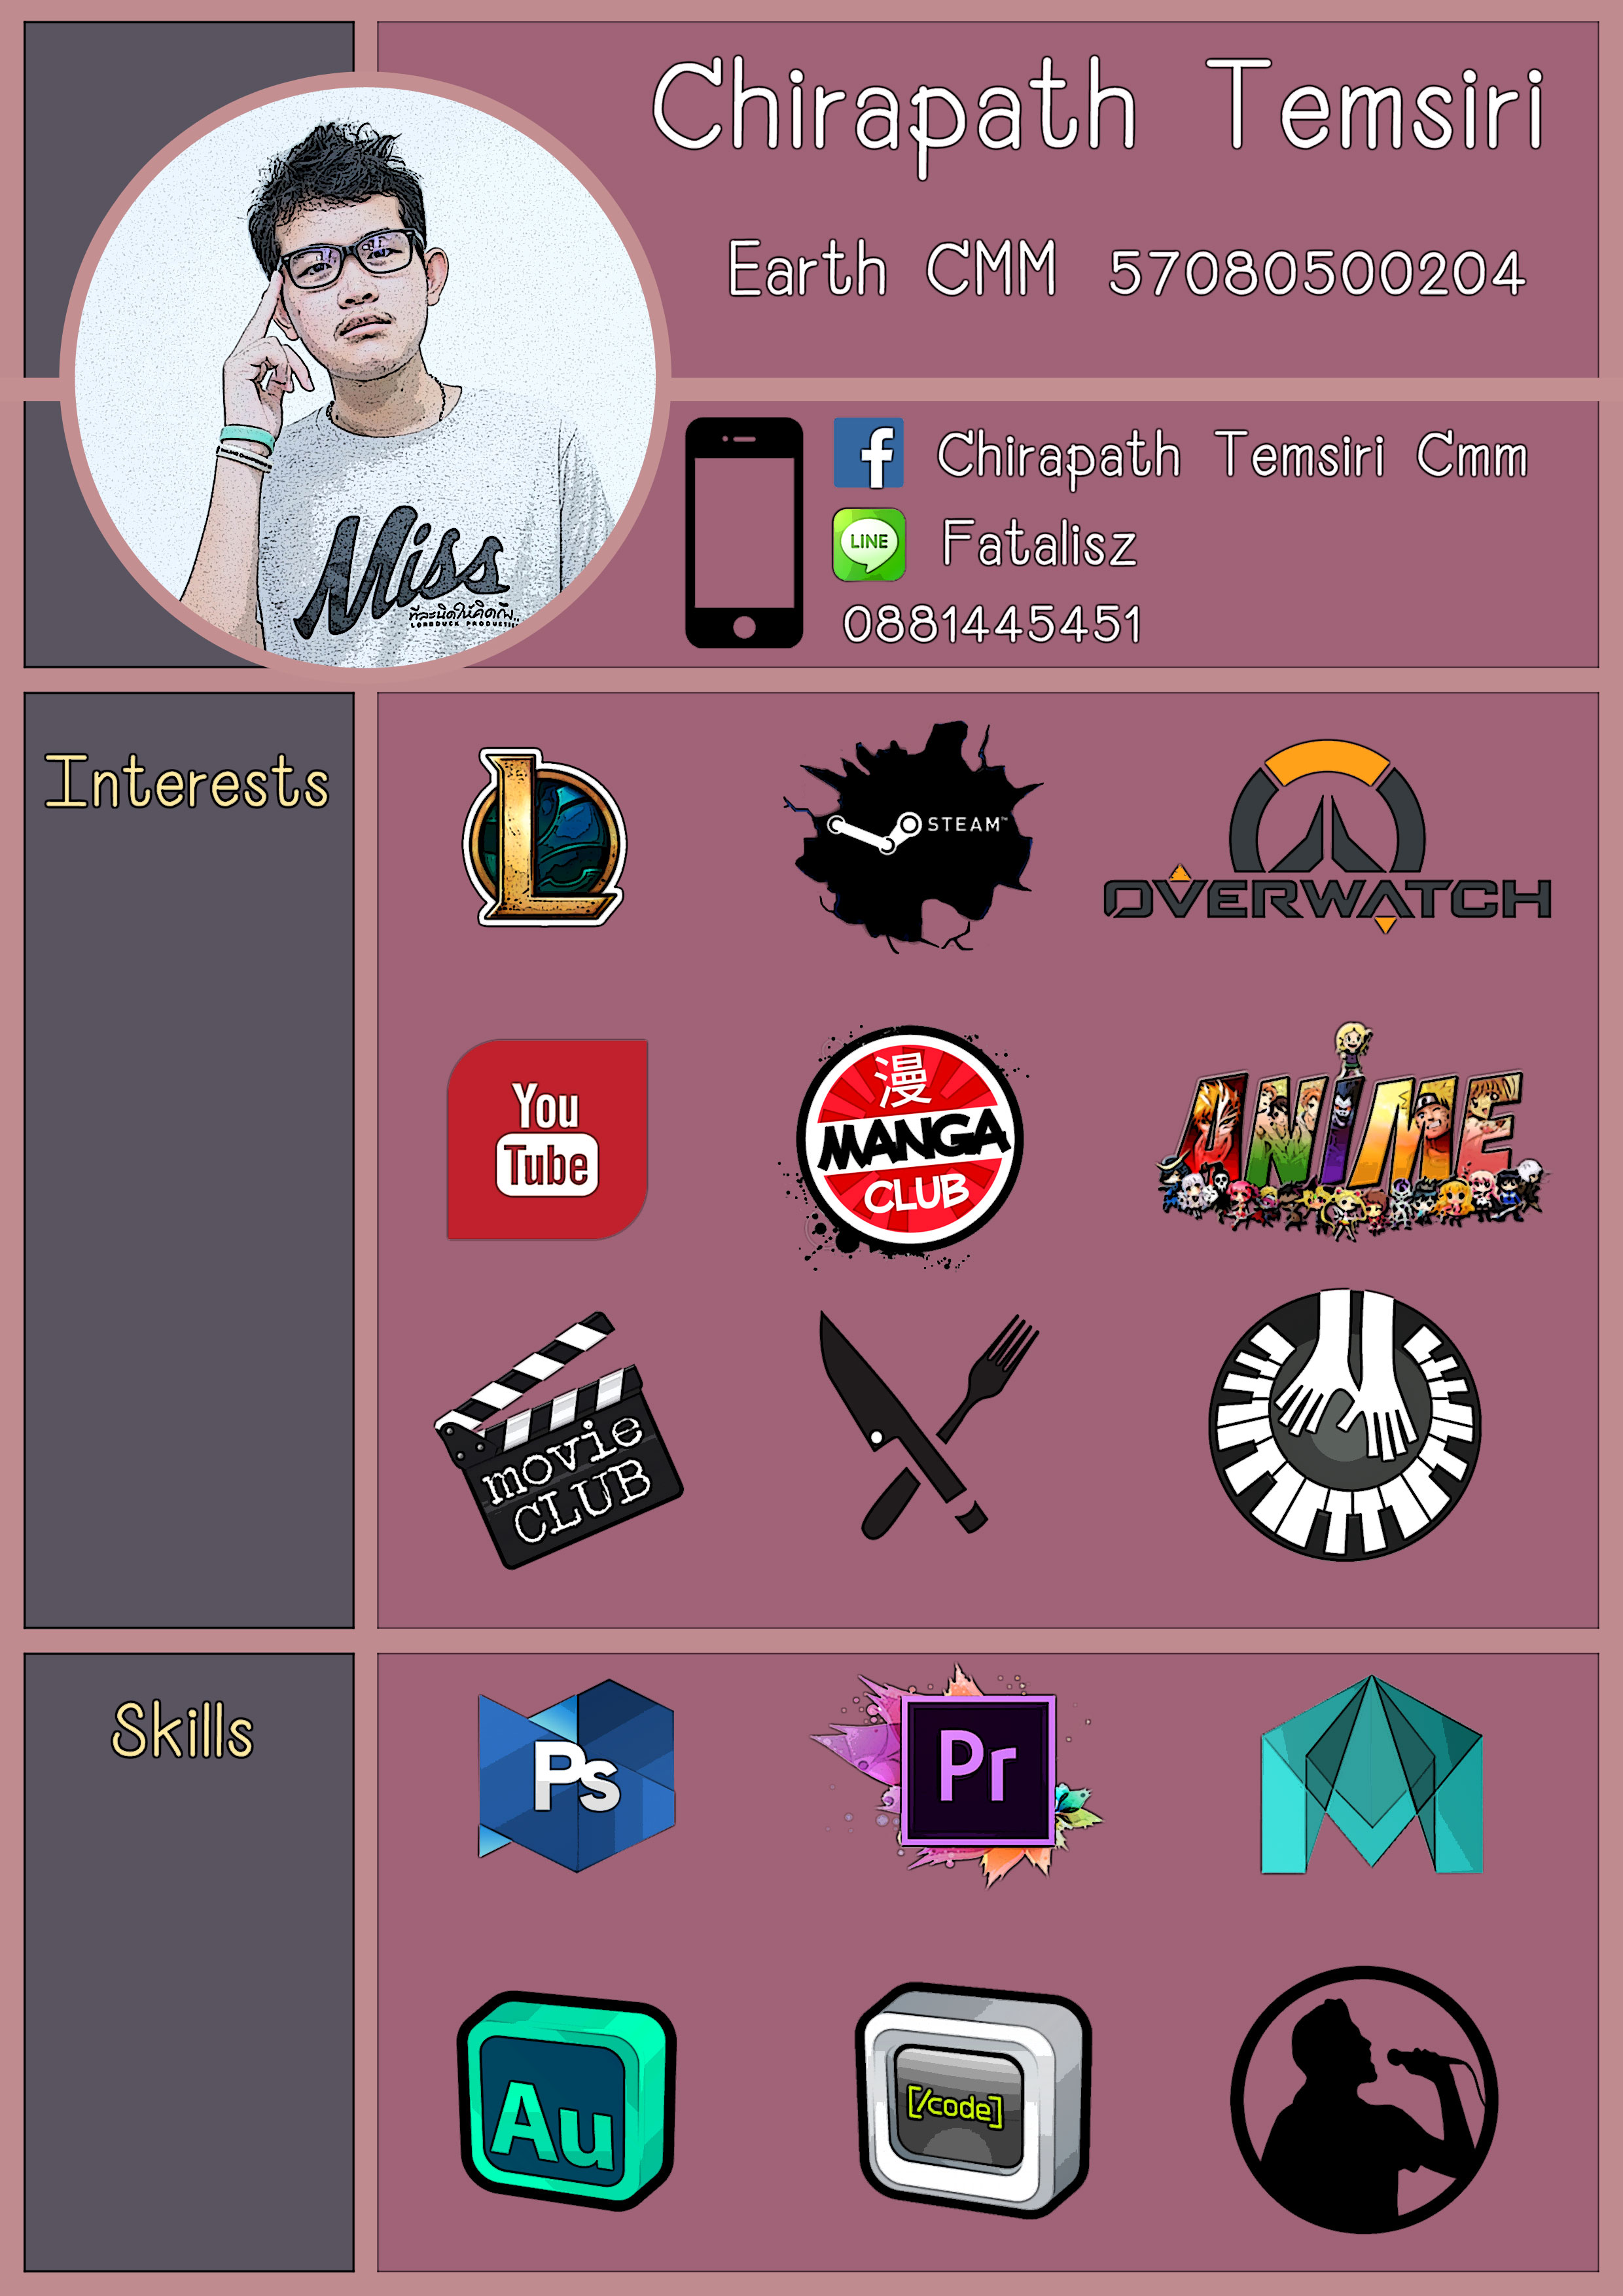 Chirapath Temsiri
Earth CMM 57080500204
Chirapath Temsiri Cmm
LINE
Fatalisz
0881445451
Miss
ทีละนิดให้คิดถึง..
LORDDUCK PRODUCTI
Interests
L
STEAM™
OVERWATCH
You
Tube
漫
MANGA
CLUB
ANIME
movie
CLUB
Skills
Ps
Pr
Au
[/code]